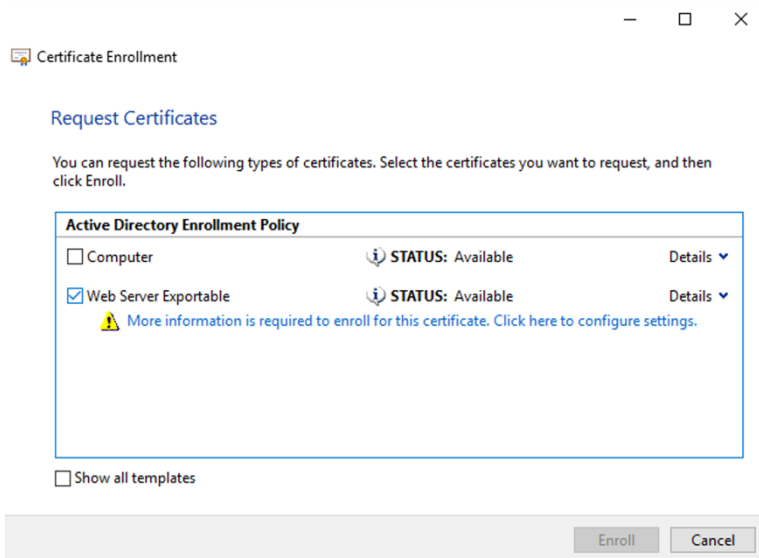 Certificate Enrollment
Request Certificates
You can request the following types of certificates. Select the certificates you want to request, and then
click Enroll.
Active Directory Enrollment Policy
Computer STATUS: Available Details
Web Server Exportable STATUS: Available Details
More information is required to enroll for this certificate. Click here to configure settings.
Show all templates
Enroll Cancel